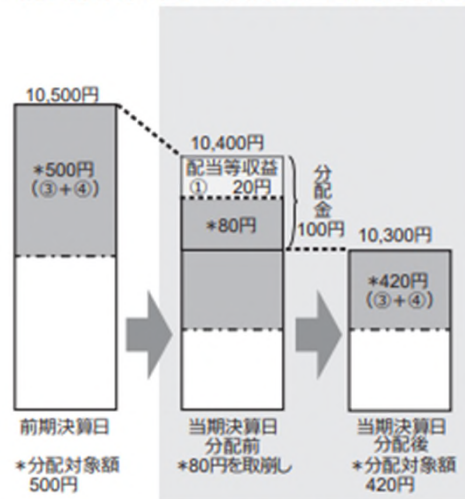 10,500円
*500円
(③+④)
前期決算日
*分配対象額
500円
10,400円
配当等収益
① 20円
*80円
分配金
100円
当期決算日
分配前
*80円を取崩し
10,300円
*420円
(③+④)
当期決算日
分配後
*分配対象額
420円